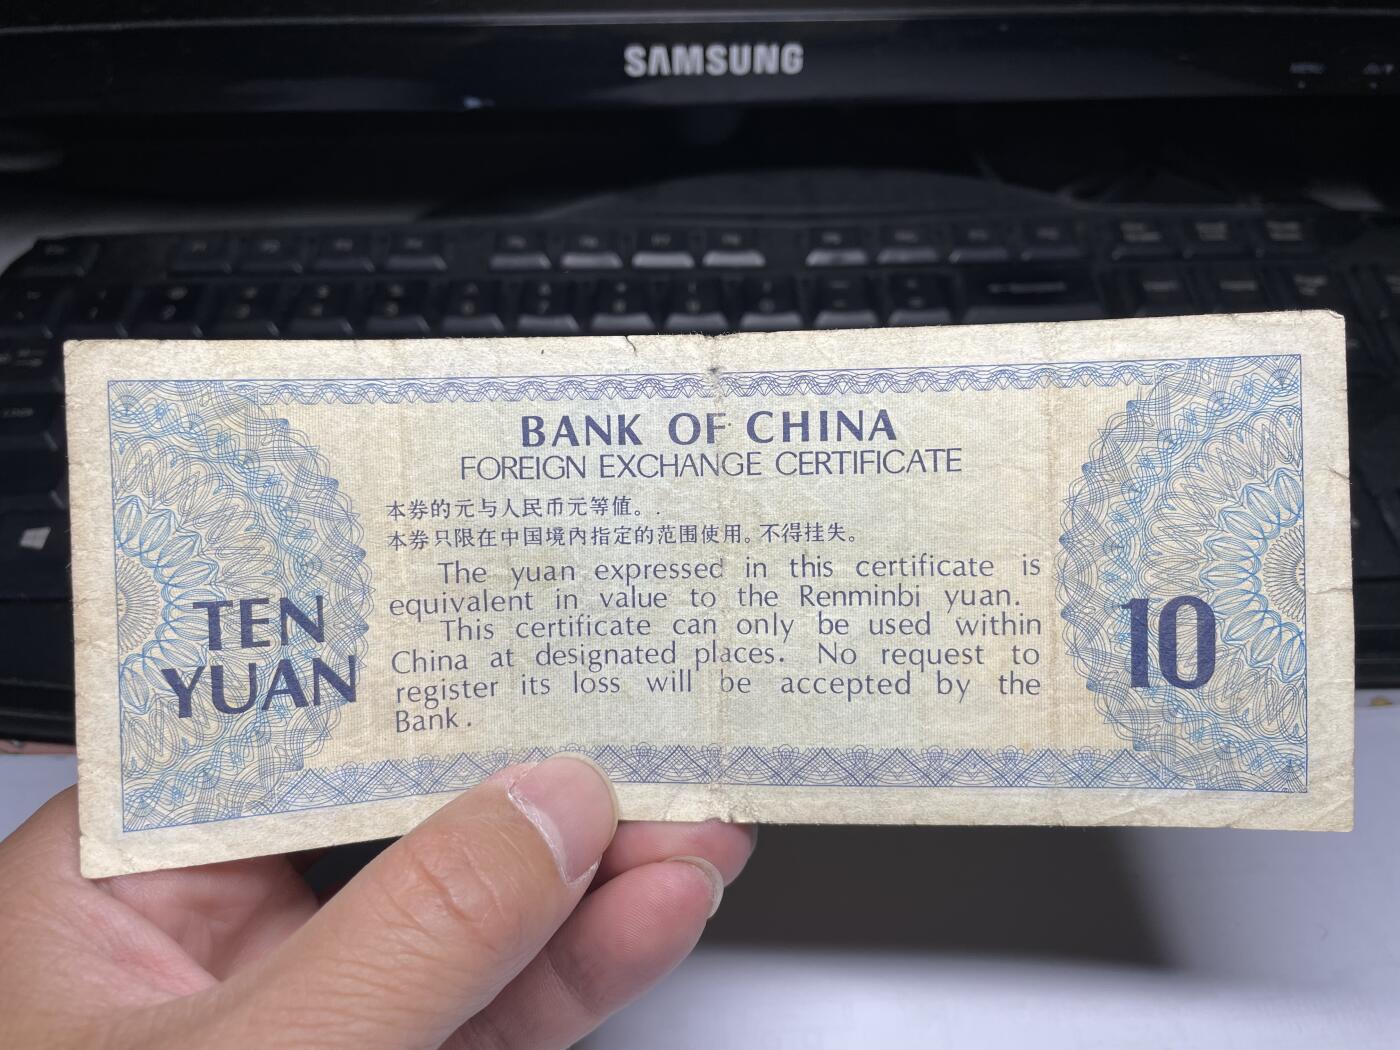 SAMSUNG
BANK OF CHINA
FOREIGN EXCHANGE CERTIFICATE
本券的元与人民币元等值。
本券只限在中国境内指定的范围使用。不得挂失。
The yuan expressed in this certificate is
equivalent in value to the Renminbi yuan.
This certificate can only be used within
China at designated places. No request to
register its loss will be accepted by the
Bank.
TEN
YUAN
10